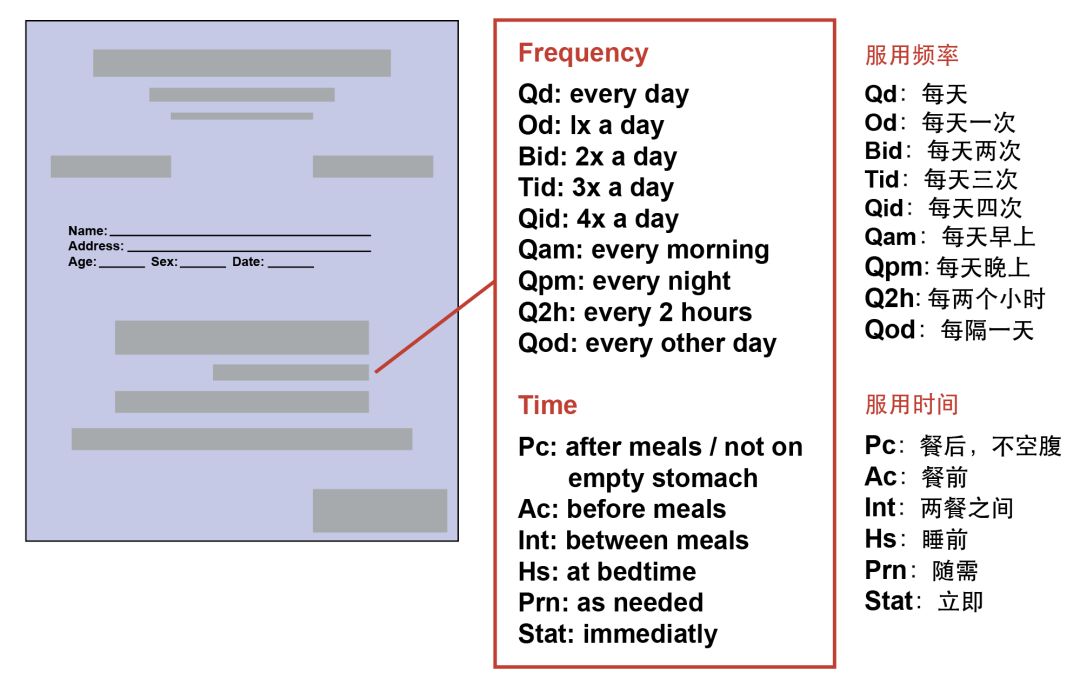 Name:
Address:
Age: Sex: Date:
Frequency
Qd: every day
Od: lx a day
Bid: 2x a day
Tid: 3x a day
Qid: 4x a day
Qam: every morning
Qpm: every night
Q2h: every 2 hours
Qod: every other day
Time
Pc: after meals / not on
empty stomach
Ac: before meals
Int: between meals
Hs: at bedtime
Prn: as needed
Stat: immediatly
服用频率
Qd：每天
Od：每天一次
Bid：每天两次
Tid：每天三次
Qid：每天四次
Qam：每天早上
Qpm: 每天晚上
Q2h: 每两个小时
Qod：每隔一天
服用时间
Pc：餐后，不空腹
Ac：餐前
Int：两餐之间
Hs：睡前
Prn：随需
Stat：立即